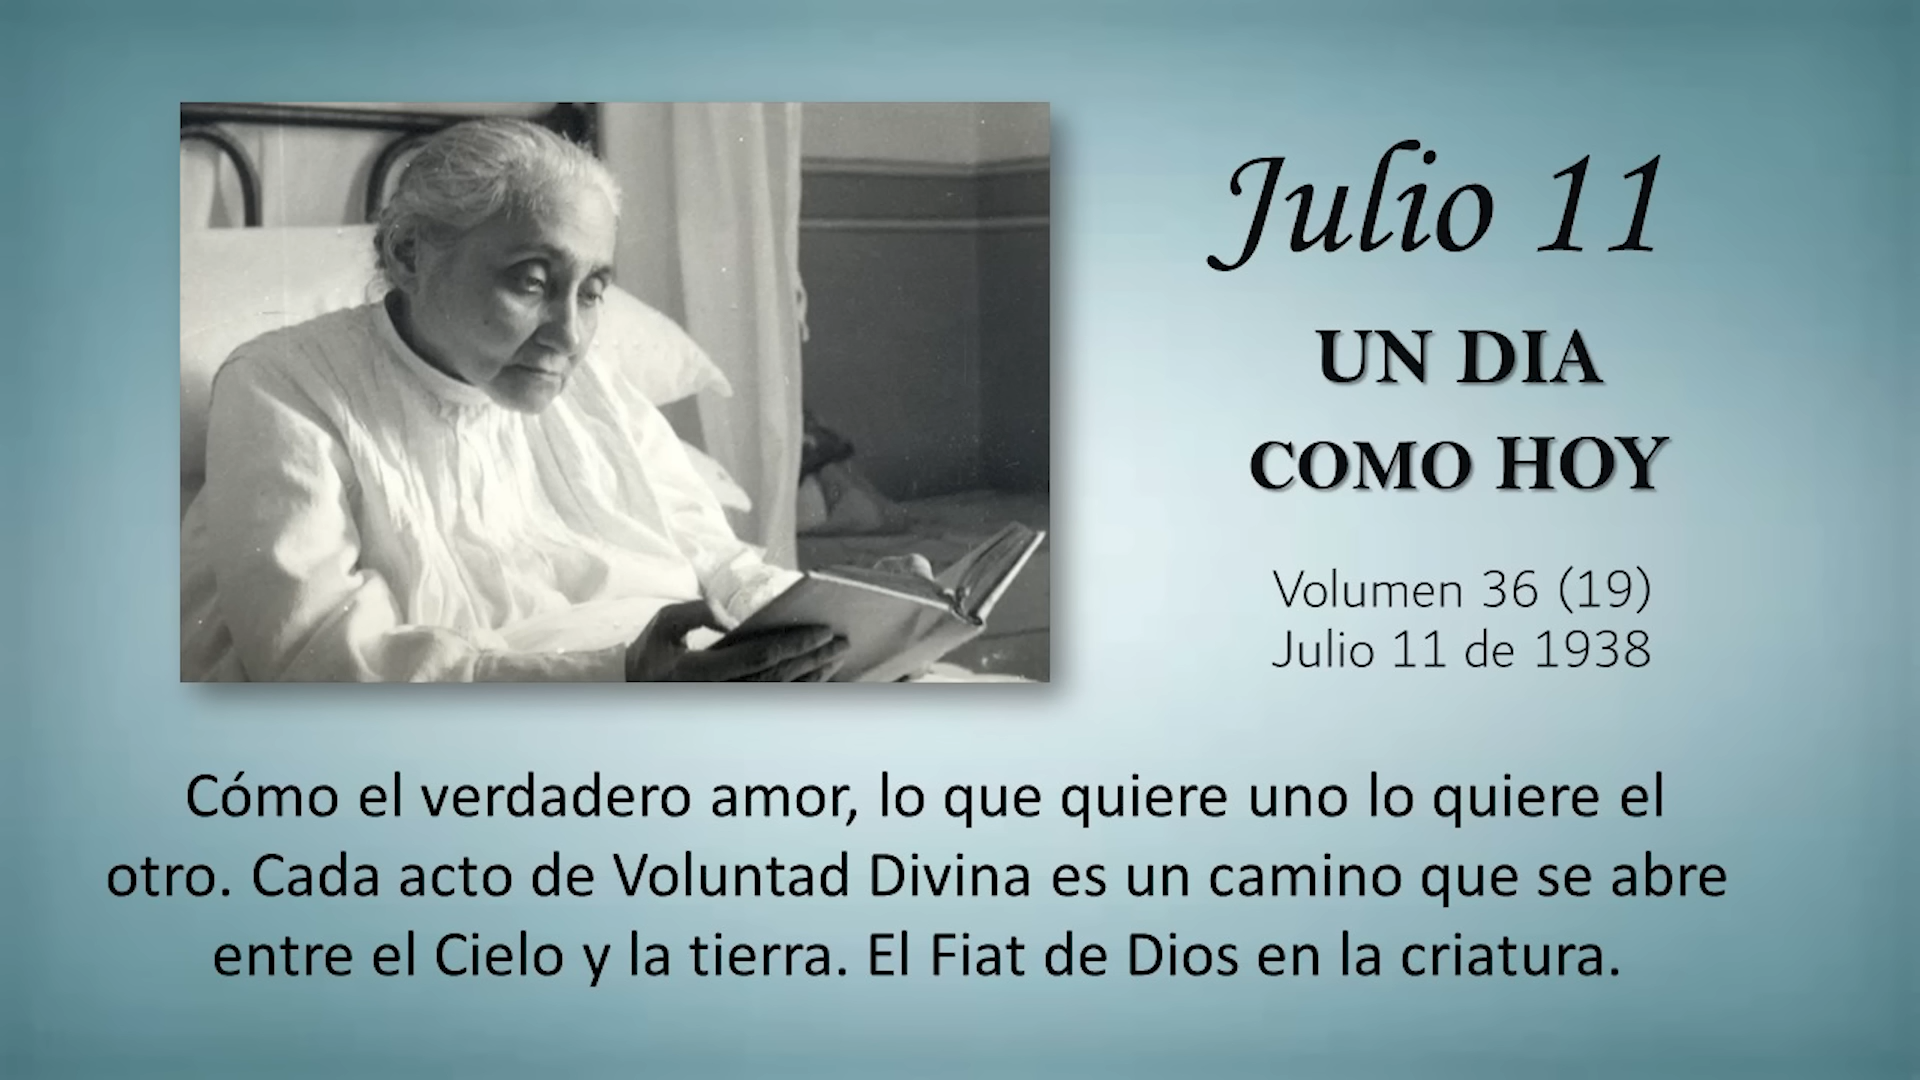 Julio 11
UN DIA
COMO HOY
Volumen 36 (19)
Julio 11 de 1938
Cómo el verdadero amor, lo que quiere uno lo quiere el
otro. Cada acto de Voluntad Divina es un camino que se abre
entre el Cielo y la tierra. El Fiat de Dios en la criatura.